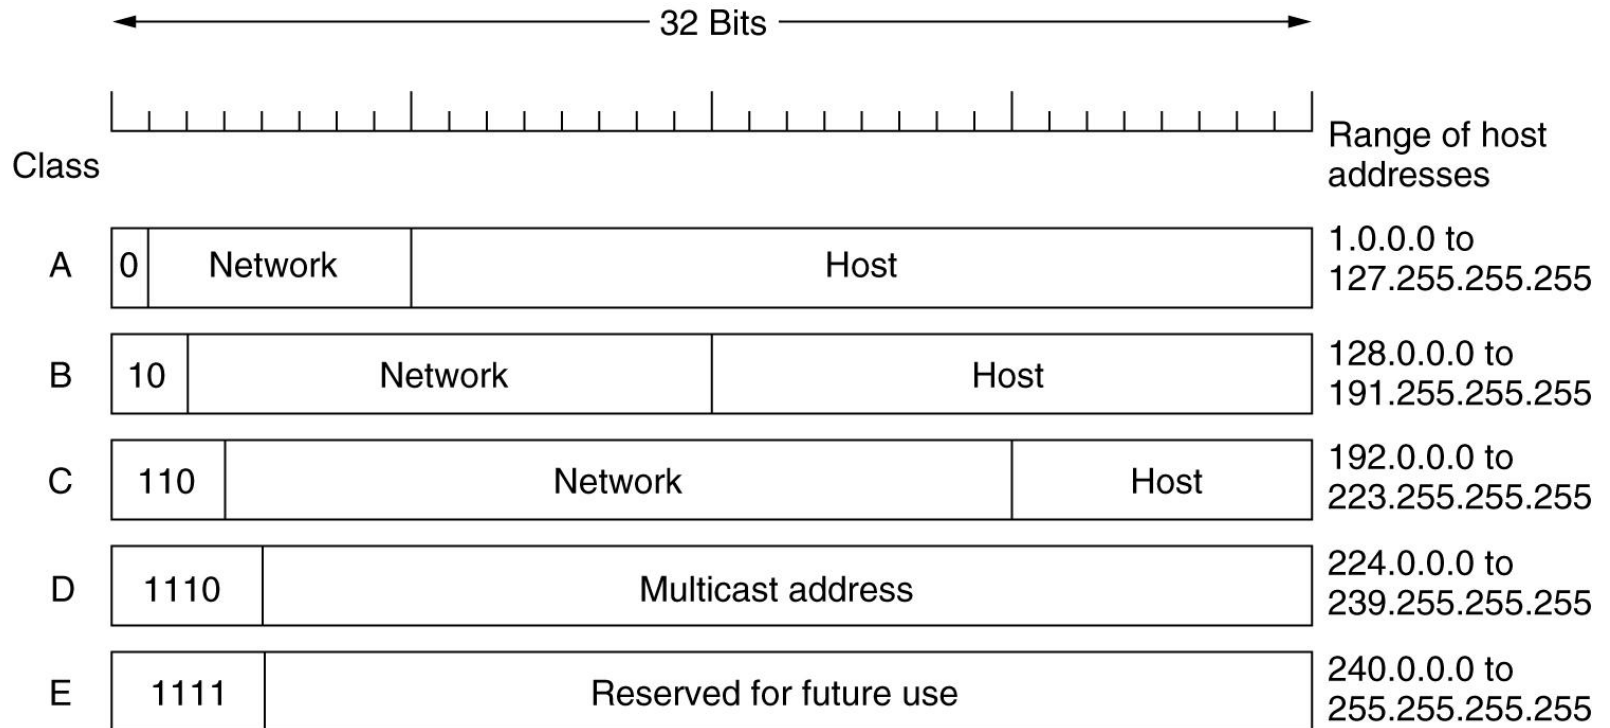 32 Bits
Class
Range of host
addresses
A
0
Network
Host
1.0.0.0 to
127.255.255.255
B
10
Network
Host
128.0.0.0 to
191.255.255.255
C
110
Network
Host
192.0.0.0 to
223.255.255.255
D
1110
Multicast address
224.0.0.0 to
239.255.255.255
E
1111
Reserved for future use
240.0.0.0 to
255.255.255.255